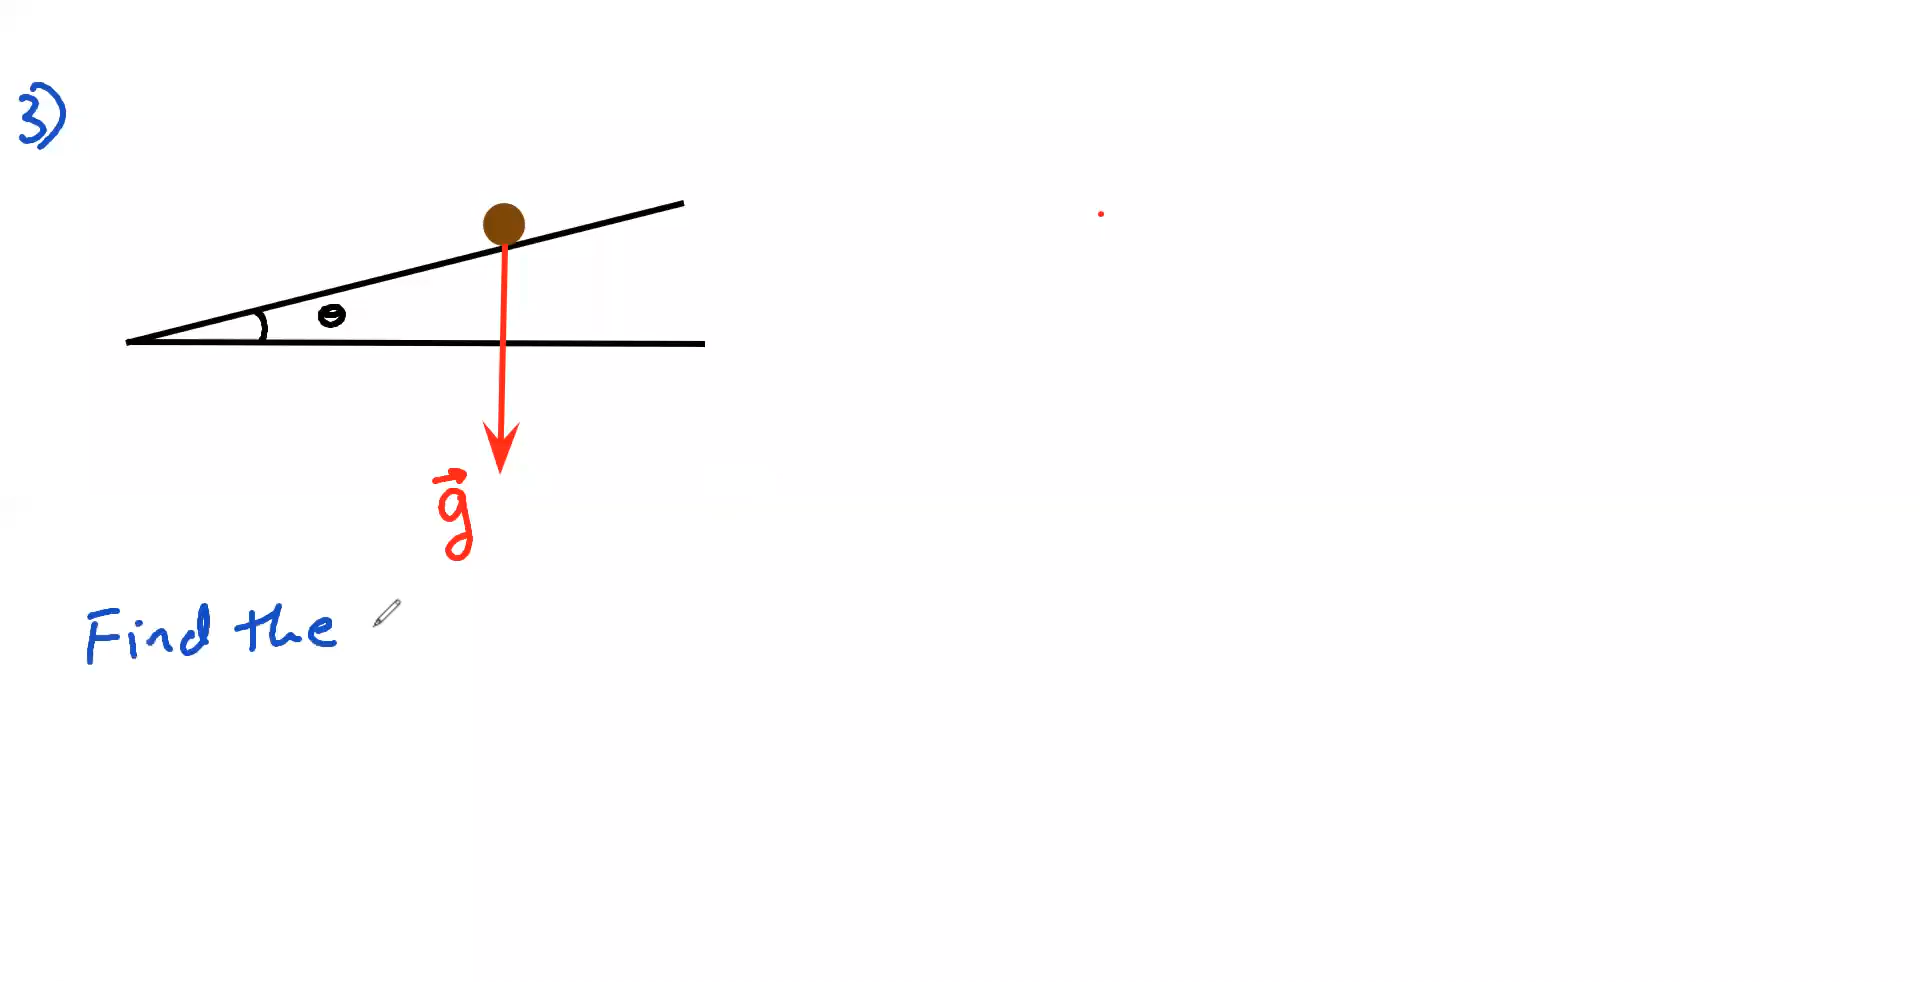 3)
θ
g⃗
Find the